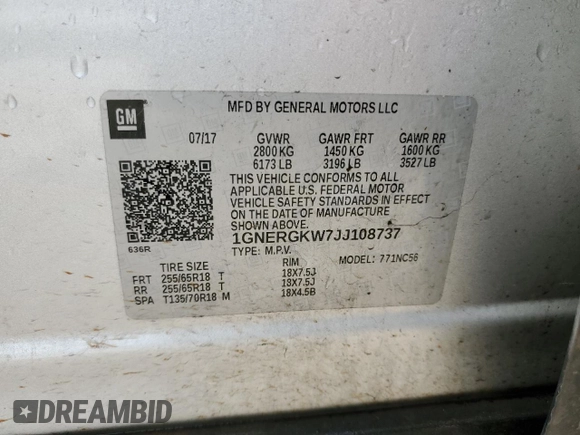 GM
MFD BY GENERAL MOTORS LLC
07/17 GVWR GAWR FRT GAWR RR
2800 KG 1450 KG 1600 KG
6173 LB 3196 LB 3527 LB
THIS VEHICLE CONFORMS TO ALL
APPLICABLE U.S. FEDERAL MOTOR
VEHICLE SAFETY STANDARDS IN EFFECT
ON THE DATE OF MANUFACTURE
SHOWN ABOVE.
1GNERGKW7JJ108737
TYPE: M.P.V. MODEL: 771NC56
636R
TIRE SIZE RIM
FRT 255/65R18 T 18X7.5J
RR 255/65R18 T 18X7.5J
SPA T135/70R18 M 18X4.5B
DREAMBID